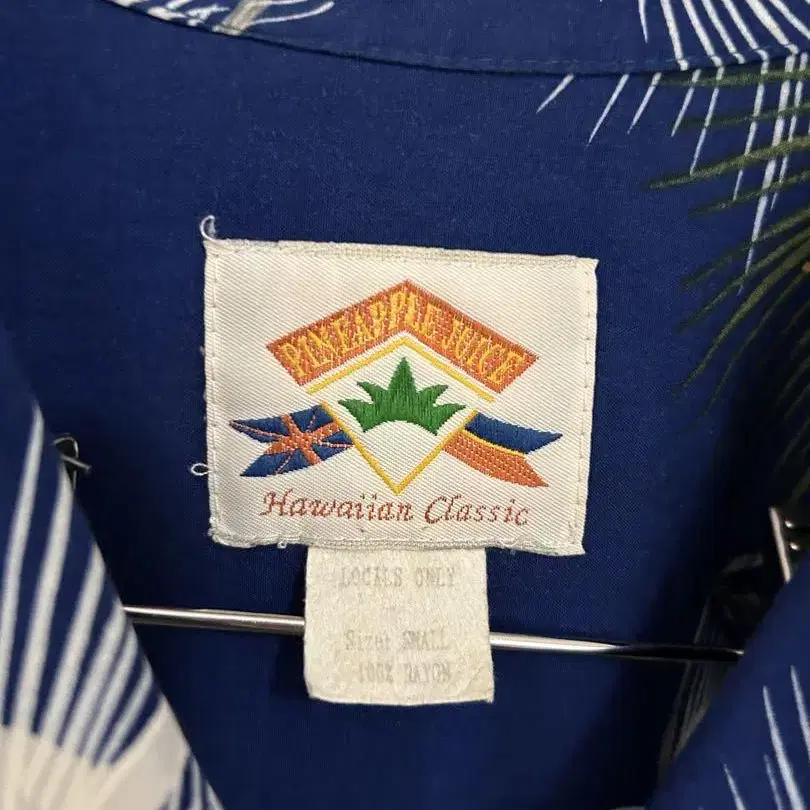 PINEAPPLE JUICE
Hawaiian Classic
LOCALS ONLY
Size: SMALL
100% RAYON